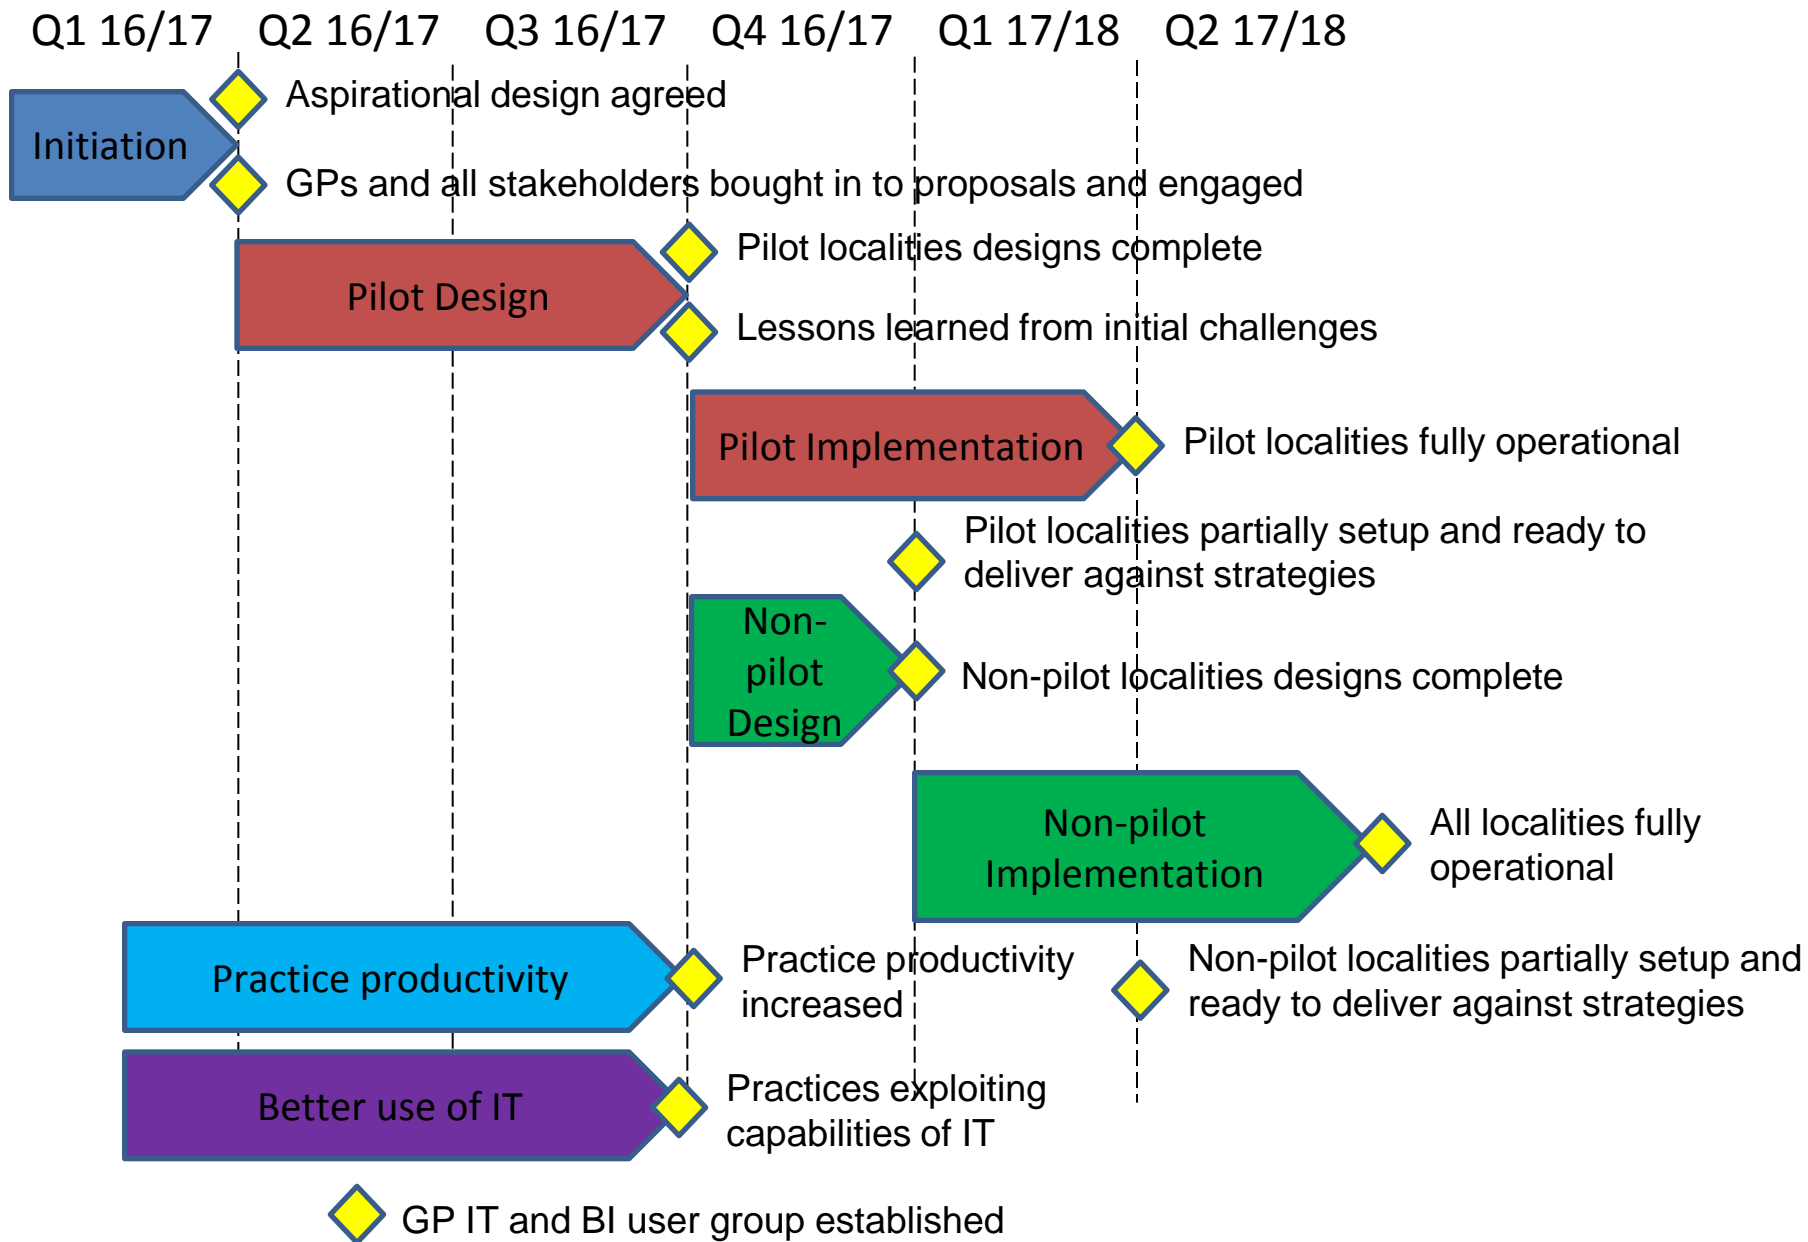 Q1 16/17 Q2 16/17 Q3 16/17 Q4 16/17 Q1 17/18 Q2 17/18
Aspirational design agreed
Initiation
GPs and all stakeholders bought in to proposals and engaged
Pilot localities designs complete
Pilot Design
Lessons learned from initial challenges
Pilot Implementation
Pilot localities fully operational
Pilot localities partially setup and ready to
deliver against strategies
Non-
pilot
Design
Non-pilot localities designs complete
Non-pilot
Implementation
All localities fully
operational
Practice productivity
Practice productivity
increased
Non-pilot localities partially setup and
ready to deliver against strategies
Better use of IT
Practices exploiting
capabilities of IT
GP IT and BI user group established